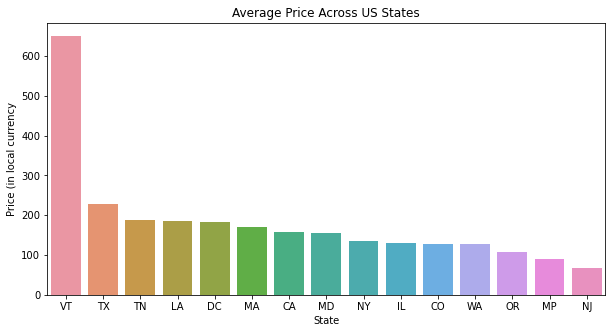 Average Price Across US States
Price (in local currency
600
500
400
300
200
100
0
VT TX TN LA DC MA CA MD NY IL CO WA OR MP NJ
State